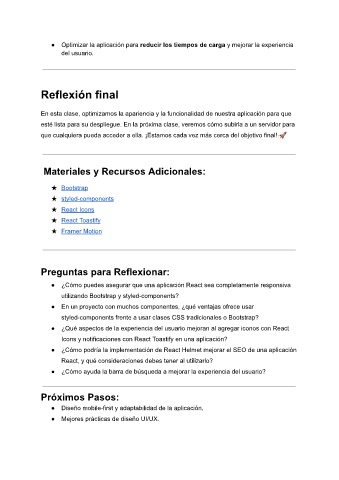 ● Optimizar la aplicación para reducir los tiempos de carga y mejorar la experiencia
del usuario.
Reflexión final
En esta clase, optimizamos la apariencia y la funcionalidad de nuestra aplicación para que
esté lista para su despliegue. En la próxima clase, veremos cómo subirla a un servidor para
que cualquiera pueda acceder a ella. ¡Estamos cada vez más cerca del objetivo final! 🚀
Materiales y Recursos Adicionales:
★ Bootstrap
★ styled-components
★ React Icons
★ React Toastify
★ Framer Motion
Preguntas para Reflexionar:
● ¿Cómo puedes asegurar que una aplicación React sea completamente responsiva
utilizando Bootstrap y styled-components?
● En un proyecto con muchos componentes, ¿qué ventajas ofrece usar
styled-components frente a usar clases CSS tradicionales o Bootstrap?
● ¿Qué aspectos de la experiencia del usuario mejoran al agregar iconos con React
Icons y notificaciones con React Toastify en una aplicación?
● ¿Cómo podría la implementación de React Helmet mejorar el SEO de una aplicación
React, y qué consideraciones debes tener al utilizarlo?
● ¿Cómo ayuda la barra de búsqueda a mejorar la experiencia del usuario?
Próximos Pasos:
● Diseño mobile-first y adaptabilidad de la aplicación.
● Mejores prácticas de diseño UI/UX.